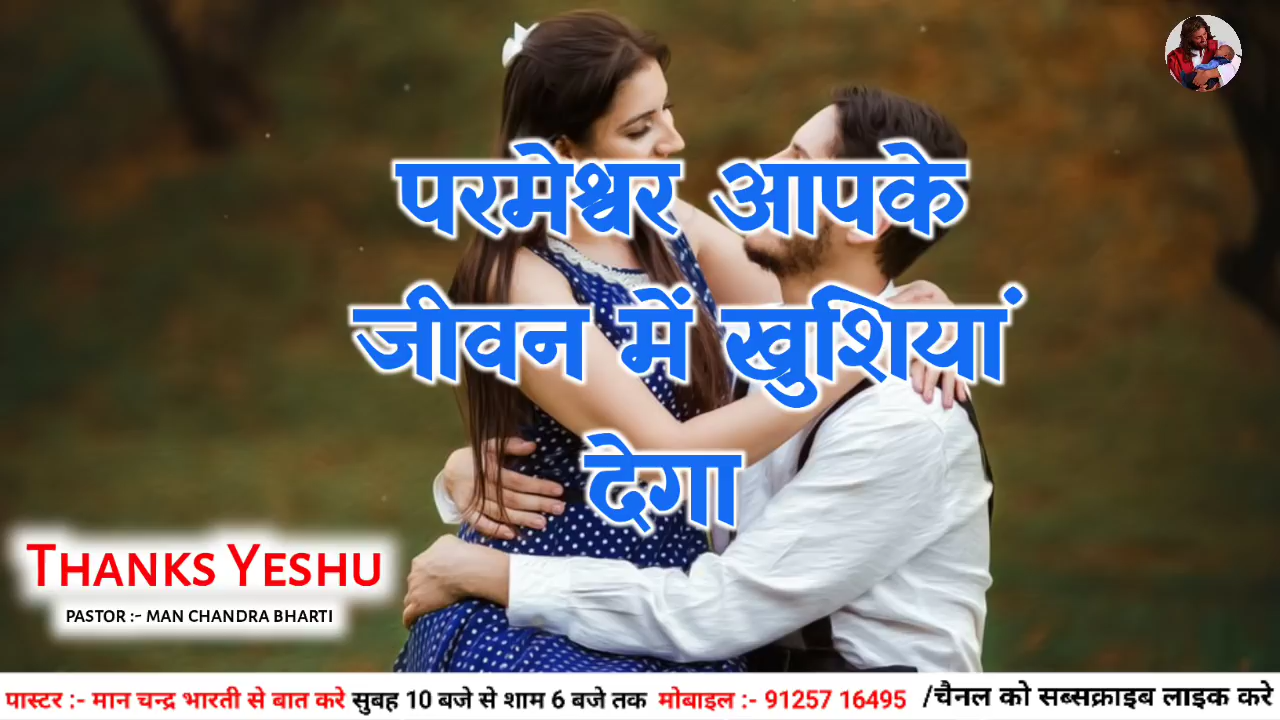 परमेश्वर आपके
जीवन में खुशियां
देगा
THANKS YESHU
PASTOR :- MAN CHANDRA BHARTI
पास्टर :- मान चन्द्र भारती से बात करे सुबह 10 बजे से शाम 6 बजे तक मोबाइल :- 91257 16495 /चैनल को सब्सक्राइब लाइक करे